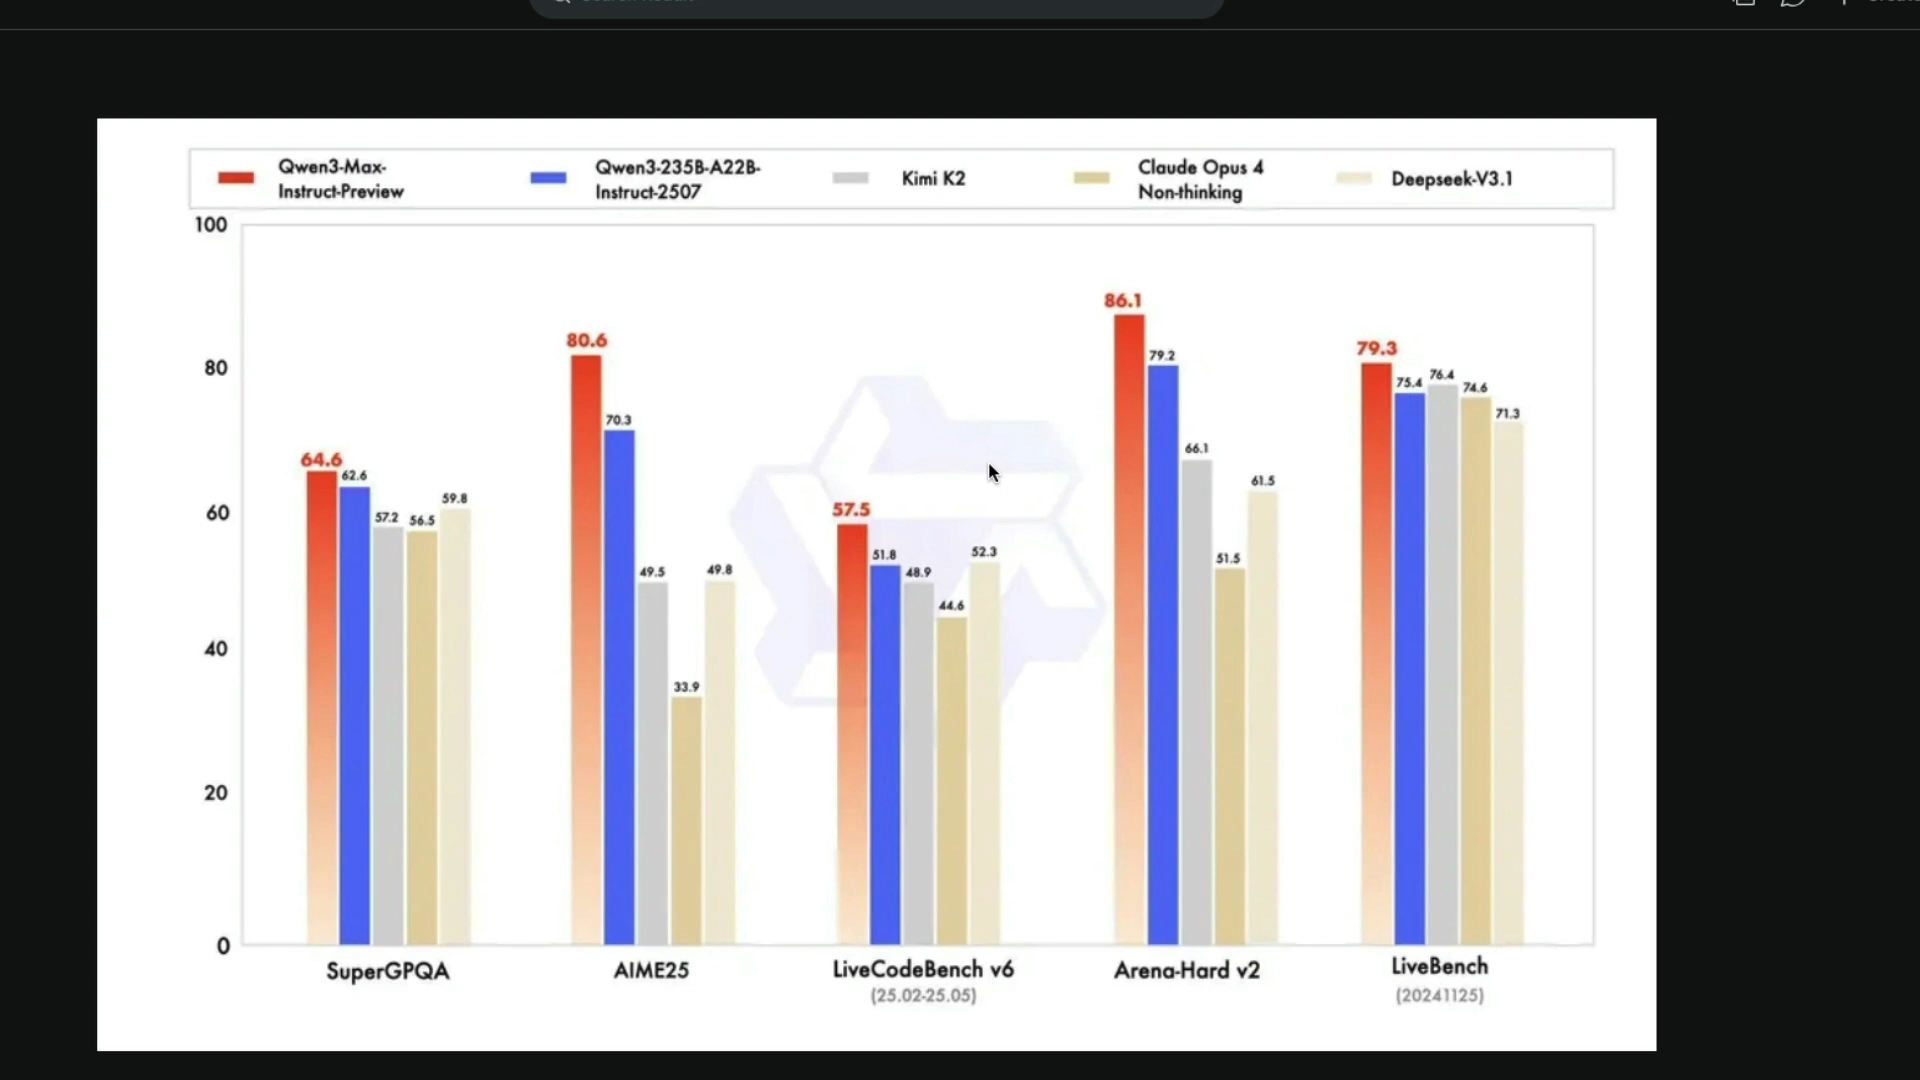 Qwen3-Max-
Instruct-Preview
Qwen3-235B-A22B-
Instruct-2507
Kimi K2
Claude Opus 4
Non-thinking
Deepseek-V3.1
100
80
60
40
20
0
64.6
62.6
57.2
56.5
59.8
80.6
70.3
49.5
33.9
49.8
57.5
51.8
48.9
44.6
52.3
86.1
79.2
66.1
51.5
61.5
79.3
75.4
76.4
74.6
71.3
SuperGPQA
AIME25
LiveCodeBench v6
(25.02-25.05)
Arena-Hard v2
LiveBench
(20241125)